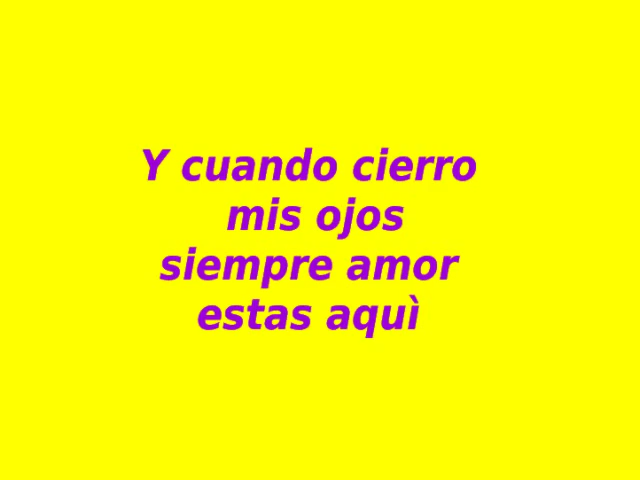 Y cuando cierro
mis ojos
siempre amor
estas aquì